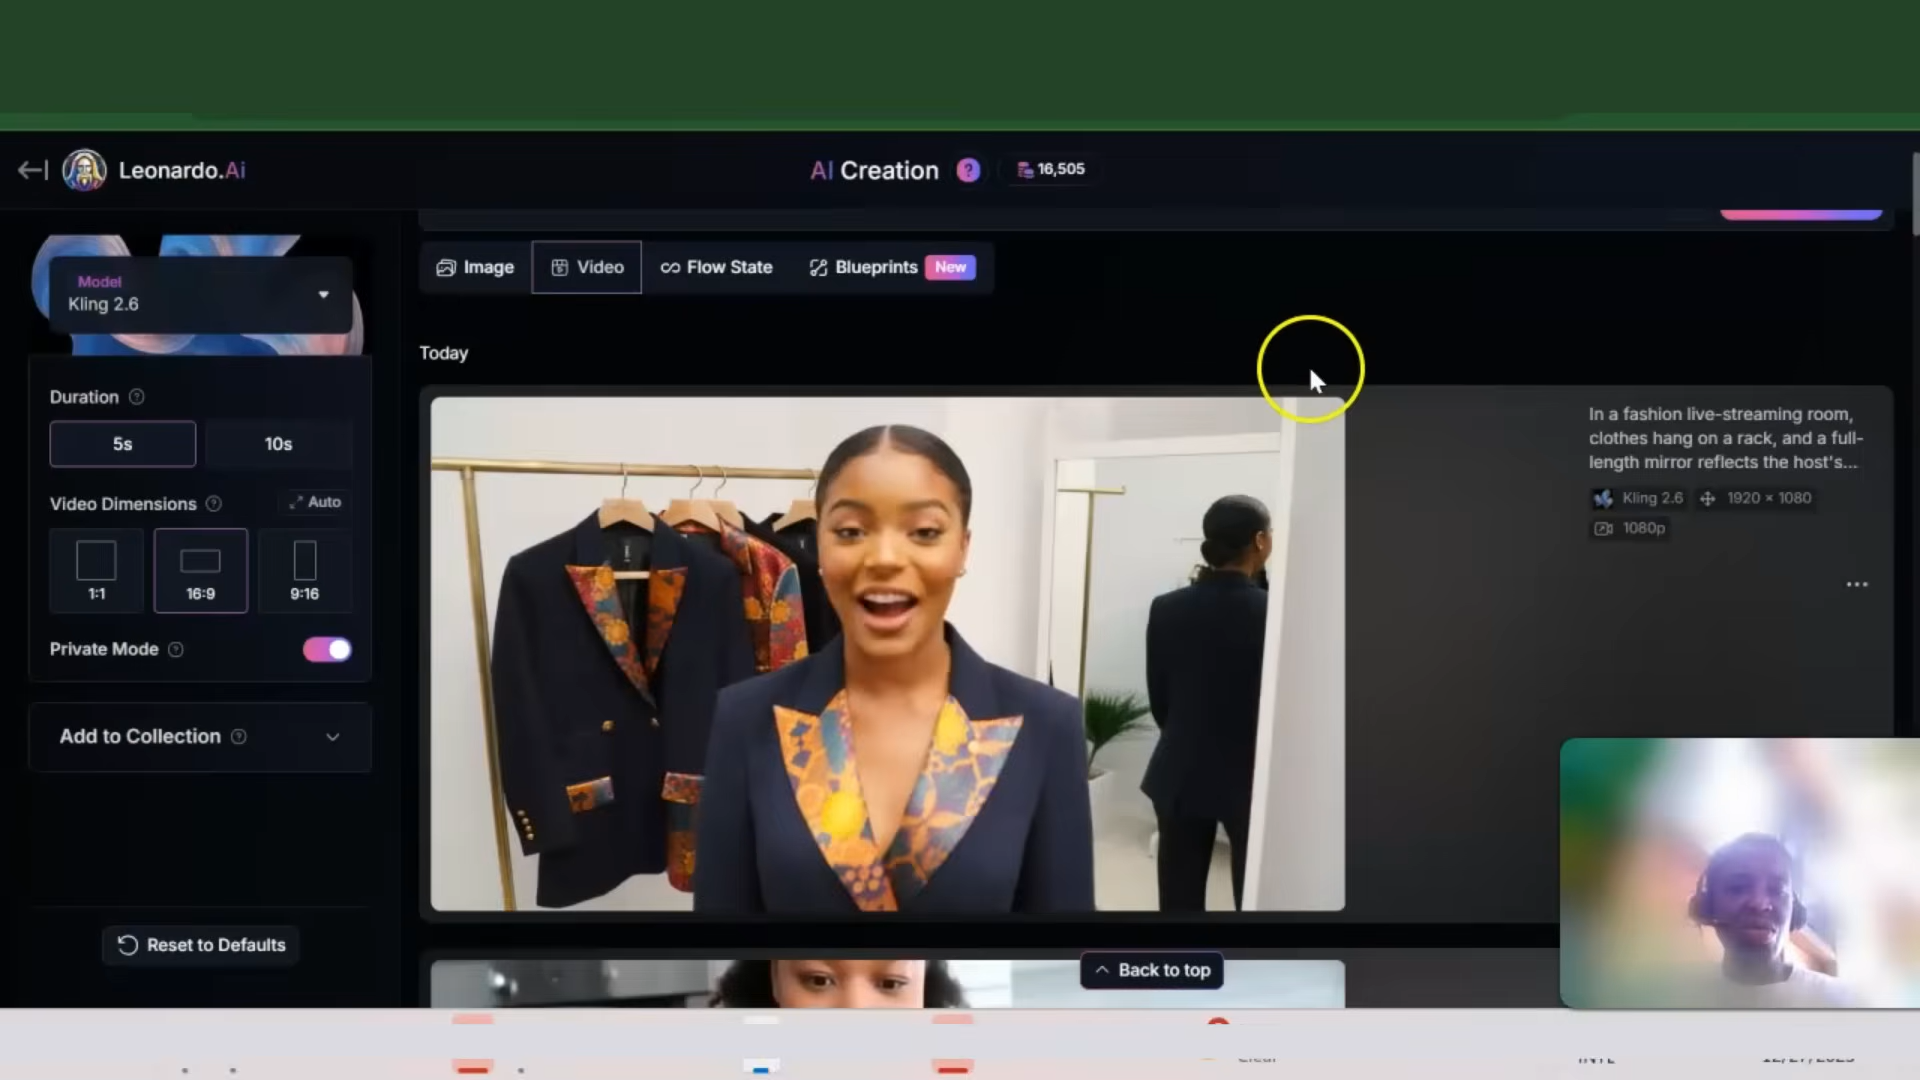 Leonardo.Ai
AI Creation ? 16,505
Model
Kling 2.6
Image
Video
Flow State
Blueprints New
Duration
5s
10s
Video Dimensions
Auto
1:1
16:9
9:16
Private Mode
Add to Collection
Reset to Defaults
Today
In a fashion live-streaming room,
clothes hang on a rack, and a full-
length mirror reflects the host's...
Kling 2.6 1920 × 1080
1080p
Back to top